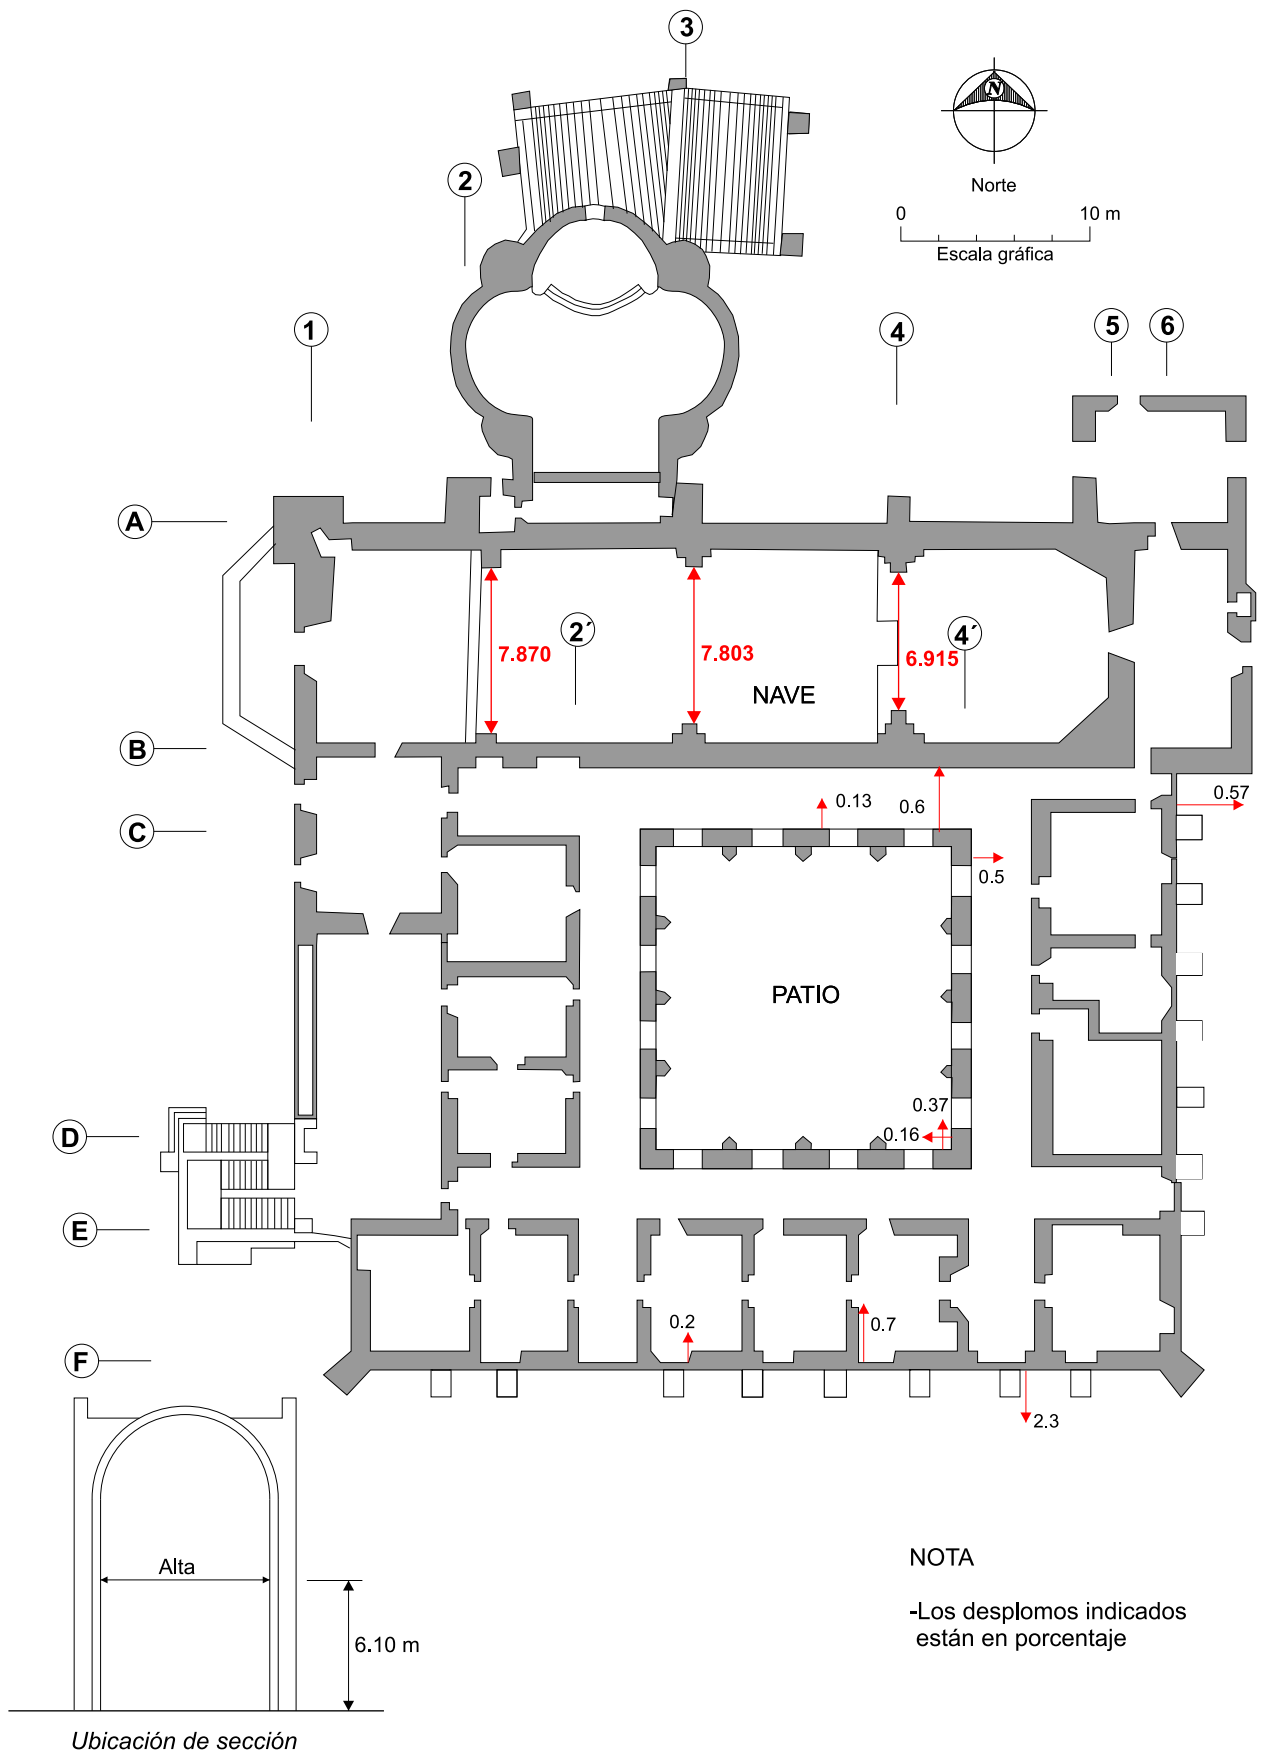 3
N
2
Norte
0 10 m
Escala gráfica
1
4
5
6
A
2´
4´
7.870
7.803
6.915
NAVE
B
0.57
0.13
0.6
C
0.5
PATIO
0.37
D
0.16
E
0.2
0.7
F
2.3
NOTA
Alta
-Los desplomos indicados
están en porcentaje
6.10 m
Ubicación de sección